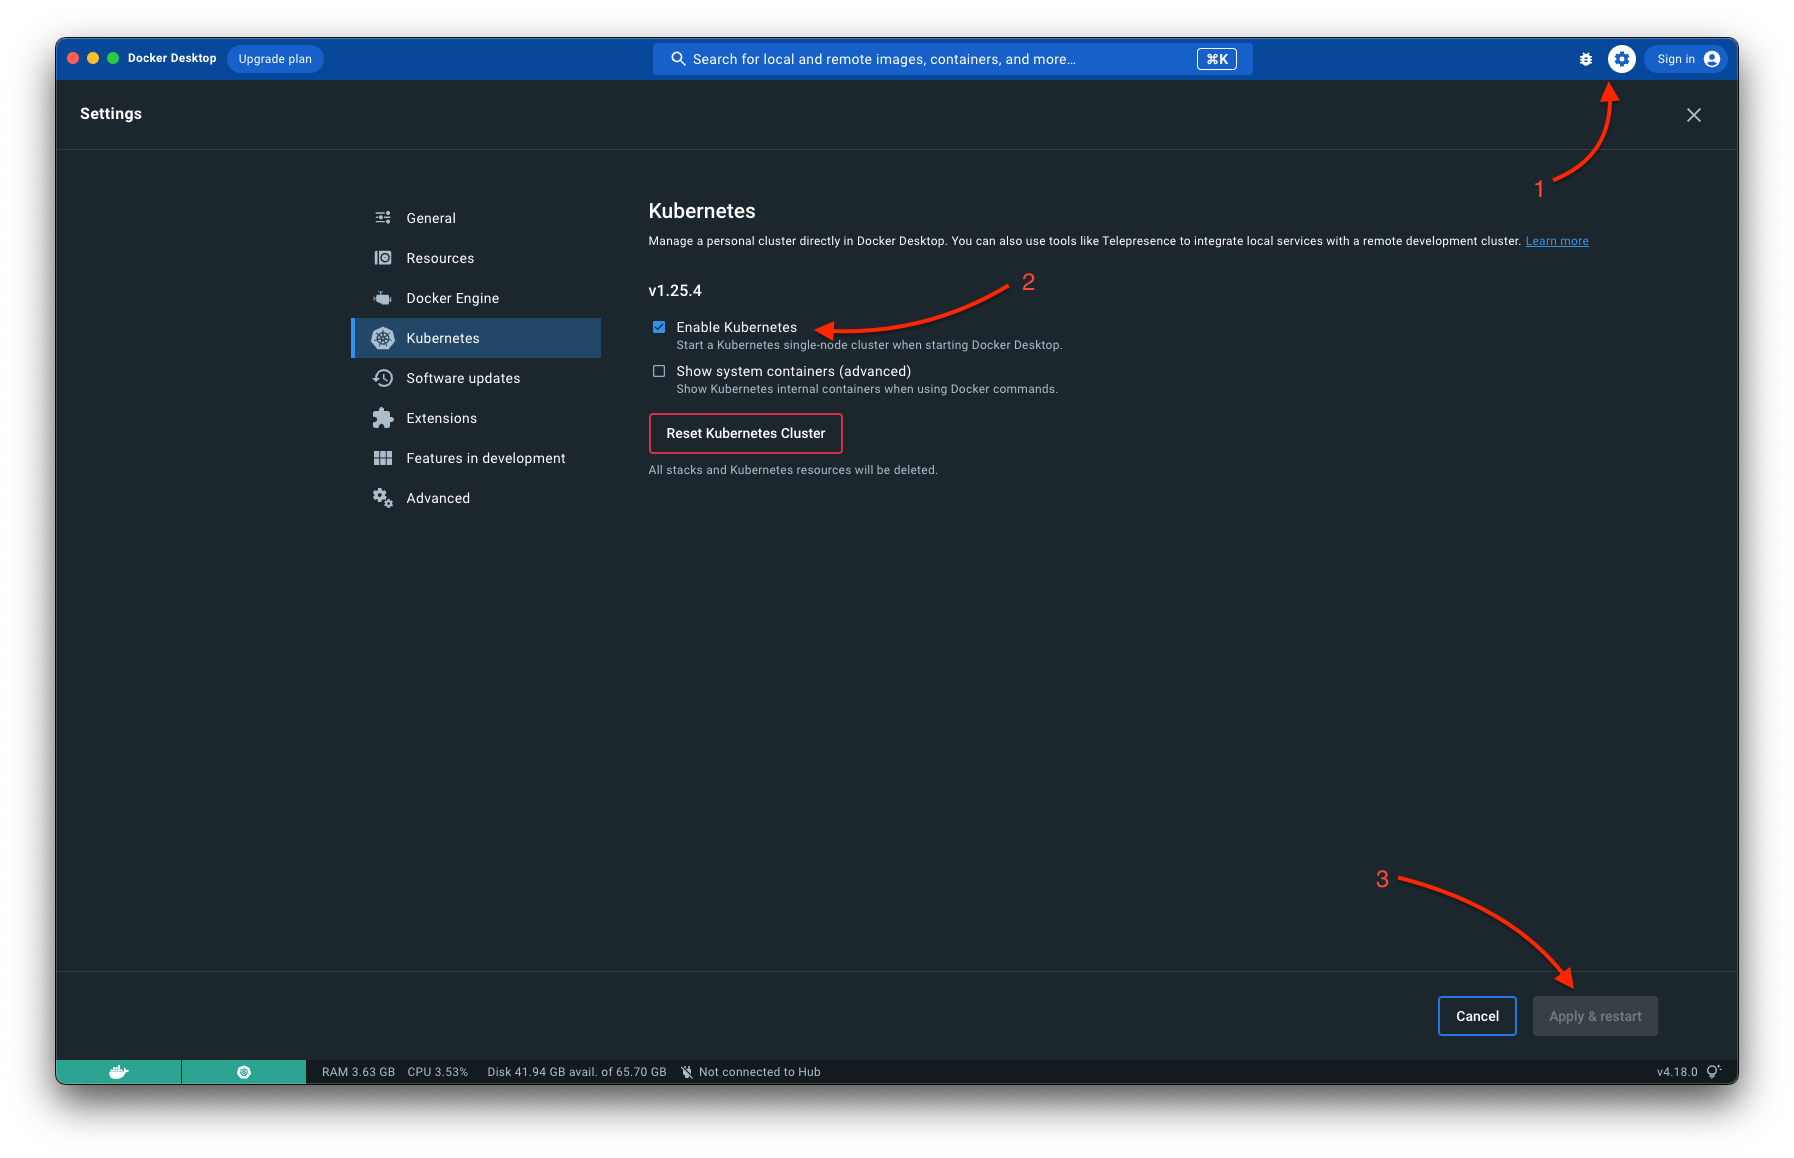 Docker Desktop
Upgrade plan
Search for local and remote images, containers, and more...
⌘K
Sign in
Settings
1
General
Resources
Docker Engine
Kubernetes
Software updates
Extensions
Features in development
Advanced
Kubernetes
Manage a personal cluster directly in Docker Desktop. You can also use tools like Telepresence to integrate local services with a remote development cluster. Learn more
v1.25.4
2
Enable Kubernetes
Start a Kubernetes single-node cluster when starting Docker Desktop.
Show system containers (advanced)
Show Kubernetes internal containers when using Docker commands.
Reset Kubernetes Cluster
All stacks and Kubernetes resources will be deleted.
3
Cancel
Apply & restart
RAM 3.63 GB CPU 3.53% Disk 41.94 GB avail. of 65.70 GB Not connected to Hub
v4.18.0